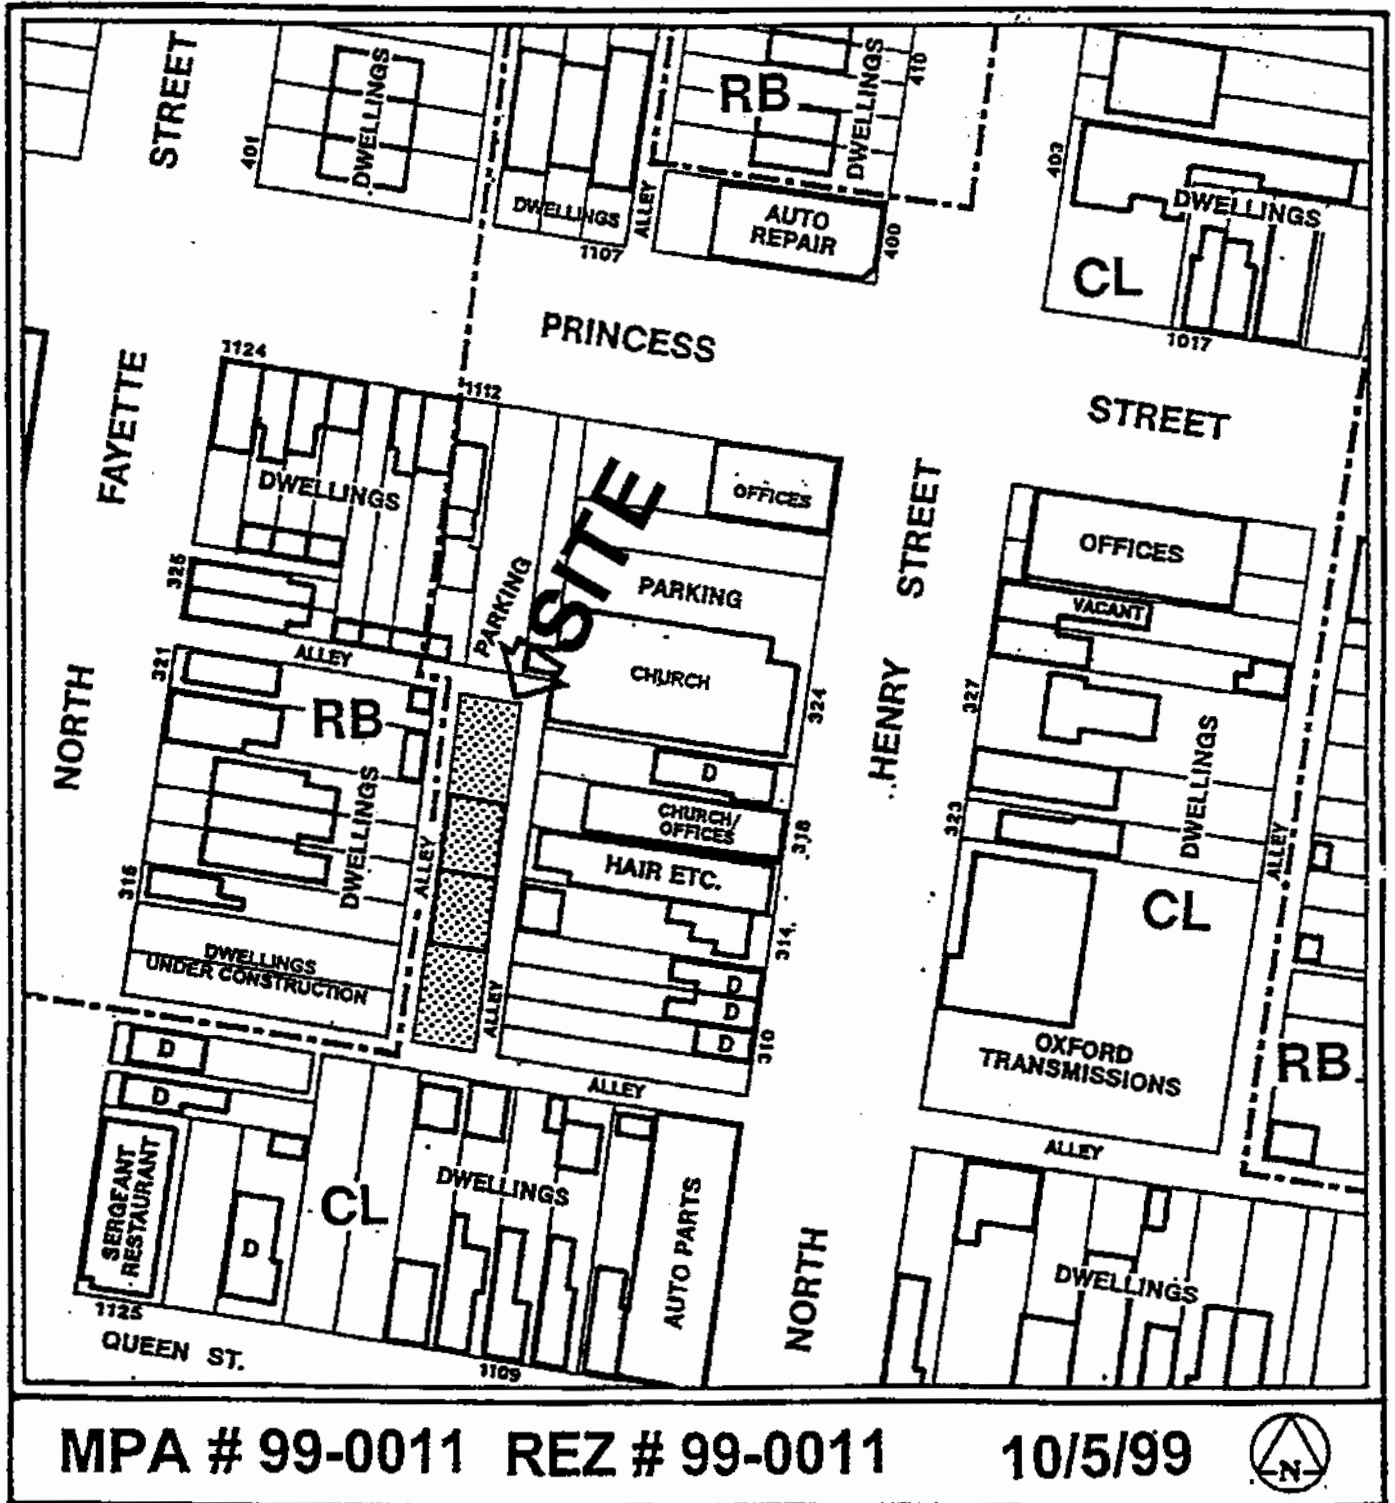 STREET
401
DWELLINGS
DWELLINGS
1107
ALLEY
RB
DWELLINGS
410
AUTO
REPAIR
400
403
DWELLINGS
CL
1017
PRINCESS
STREET
FAYETTE
1124
1112
DWELLINGS
325
PARKING
SITE
OFFICES
PARKING
CHURCH
324
STREET
OFFICES
VACANT
NORTH
321
ALLEY
RB
DWELLINGS
ALLEY
316
DWELLINGS
UNDER CONSTRUCTION
D
CHURCH/
OFFICES
318
HAIR ETC.
314
D
D
D
310
ALLEY
ALLEY
HENRY
327
323
DWELLINGS
ALLEY
CL
OXFORD
TRANSMISSIONS
RB
ALLEY
D
D
SERGEANT
RESTAURANT
D
CL
DWELLINGS
AUTO PARTS
NORTH
DWELLINGS
1125
QUEEN ST.
1109
MPA # 99-0011 REZ # 99-0011 10/5/99
N